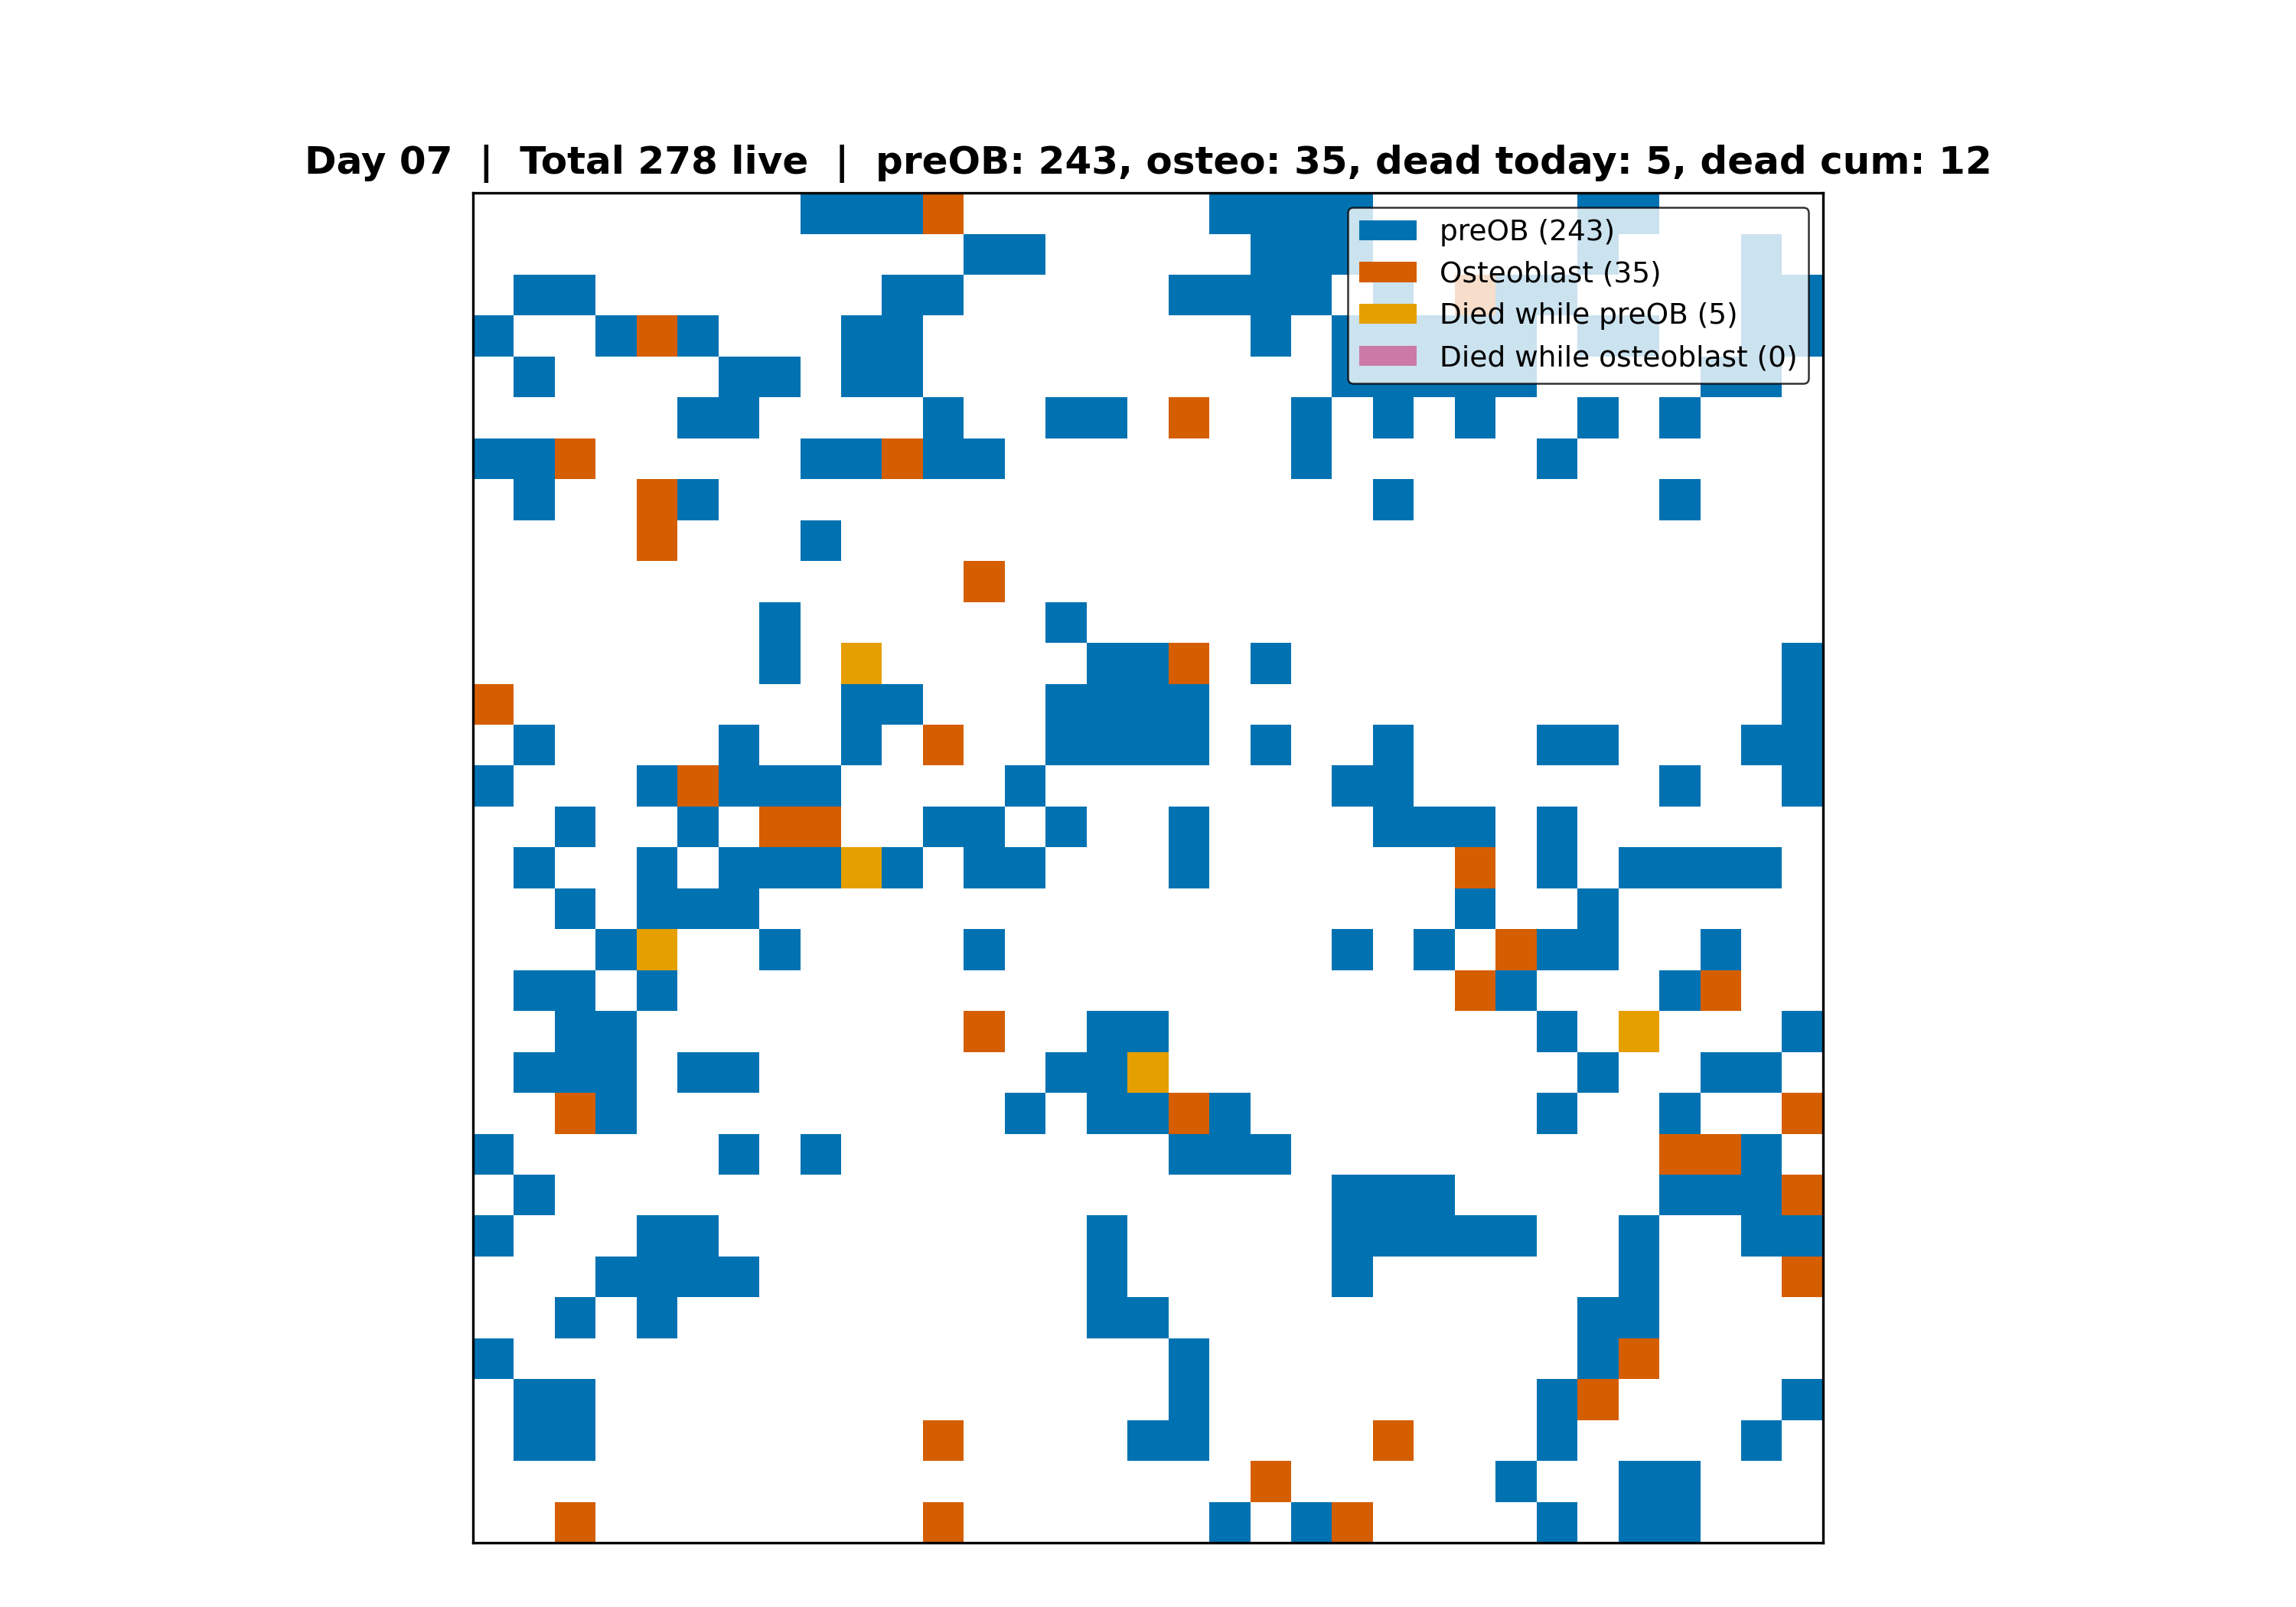 Day 07 | Total 278 live | preOB: 243, osteo: 35, dead today: 5, dead cum: 12
preOB (243)
Osteoblast (35)
Died while preOB (5)
Died while osteoblast (0)